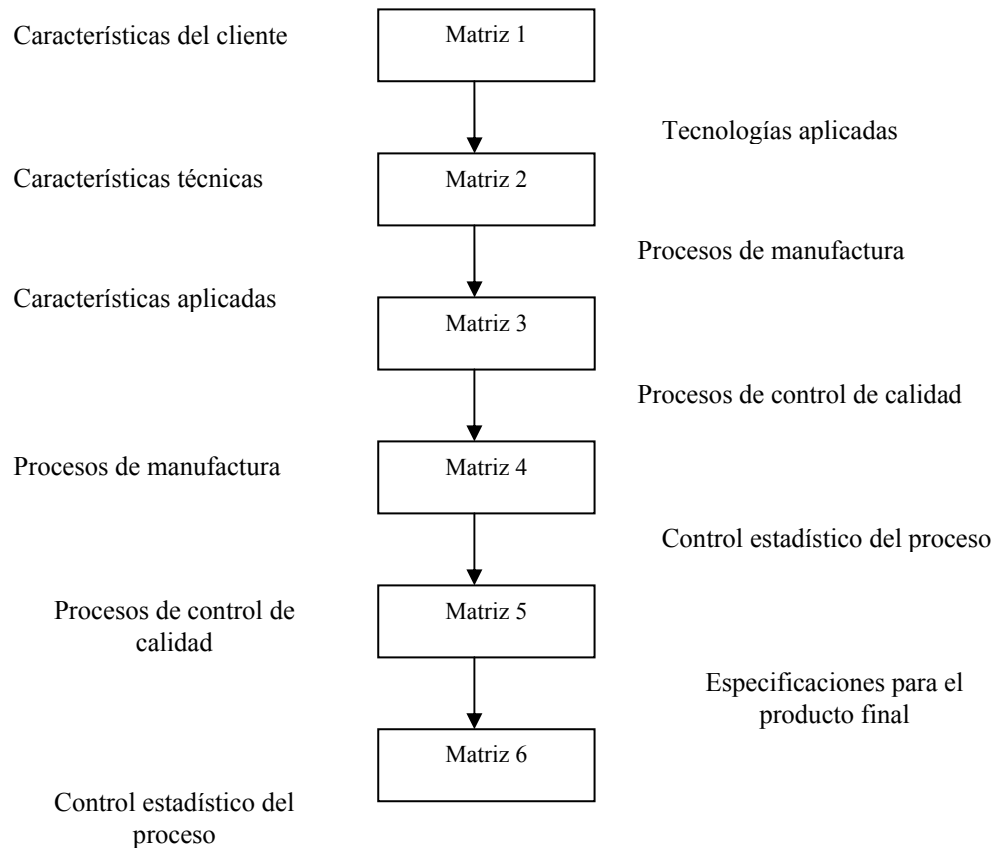 Características del cliente
Matriz 1
Tecnologías aplicadas
Características técnicas
Matriz 2
Procesos de manufactura
Características aplicadas
Matriz 3
Procesos de control de calidad
Procesos de manufactura
Matriz 4
Control estadístico del proceso
Procesos de control de
calidad
Matriz 5
Especificaciones para el
producto final
Matriz 6
Control estadístico del
proceso